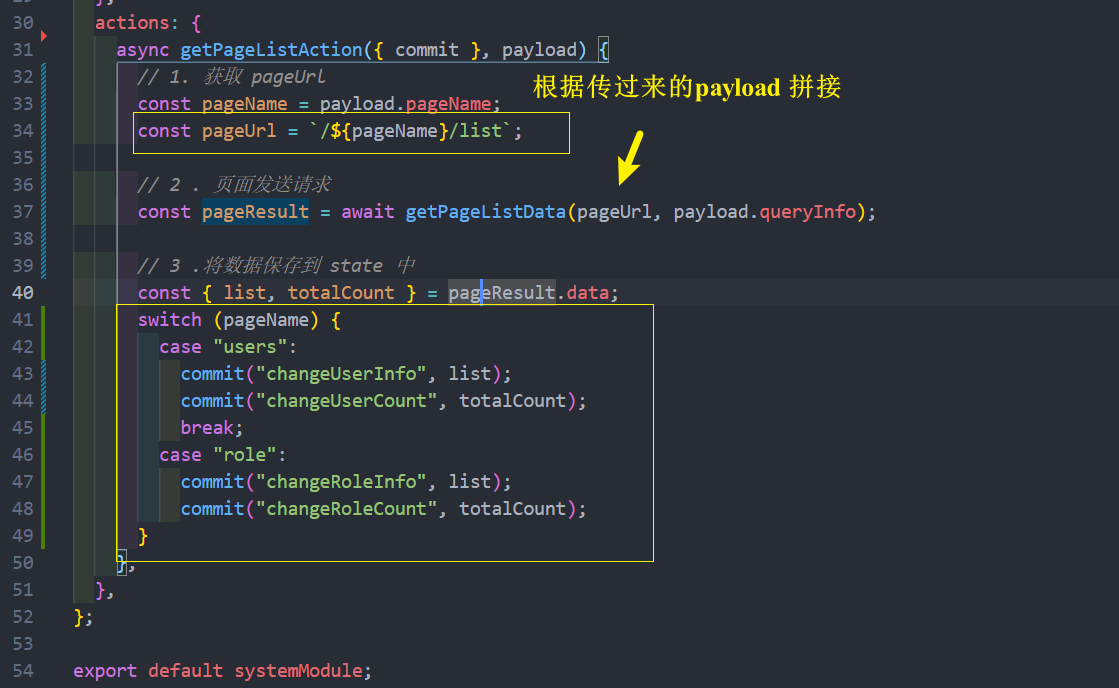 30 actions: {
31 async getPageListAction({ commit }, payload) {
32 // 1. 获取 pageUrl
根据传过来的payload 拼接
33 const pageName = payload.pageName;
34 const pageUrl = `/${pageName}/list`;
35
36 // 2 . 页面发送请求
37 const pageResult = await getPageListData(pageUrl, payload.queryInfo);
38
39 // 3 .将数据保存到 state 中
40 const { list, totalCount } = pageResult.data;
41 switch (pageName) {
42 case "users":
43 commit("changeUserInfo", list);
44 commit("changeUserCount", totalCount);
45 break;
46 case "role":
47 commit("changeRoleInfo", list);
48 commit("changeRoleCount", totalCount);
49 }
50 },
51 },
52 };
53
54 export default systemModule;